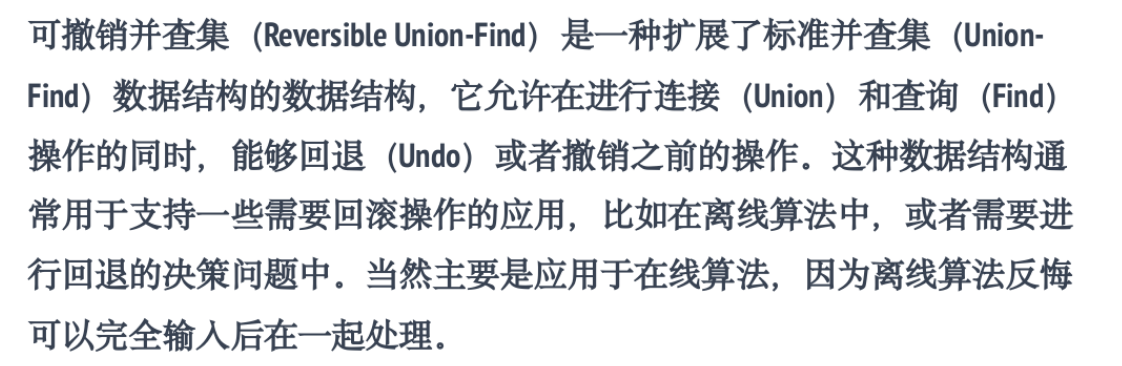 可撤销并查集（Reversible Union-Find）是一种扩展了标准并查集（Union-
Find）数据结构的数据结构，它允许在进行连接（Union）和查询（Find）
操作的同时，能够回退（Undo）或者撤销之前的操作。这种数据结构通
常用于支持一些需要回滚操作的应用，比如在离线算法中，或者需要进
行回退的决策问题中。当然主要是应用于在线算法，因为离线算法反悔
可以完全输入后在一起处理。